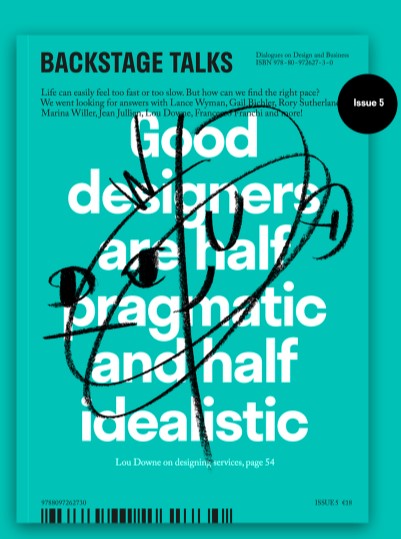 BACKSTAGE TALKS
Dialogues on Design and Business
ISBN 978-80-972627-3-0
Life can easily feel too fast or too slow. But how can we find the right pace?
We went looking for answers with Lance Wyman, Gail Bichler, Rory Sutherland
Marina Willer, Jean Jullien, Lou Downe, Francesco Franchi and more!
Issue 5
Good
designers
are half
pragmatic
and half
idealistic
Lou Downe on designing services, page 54
9788097262730
ISSUE 5 €18